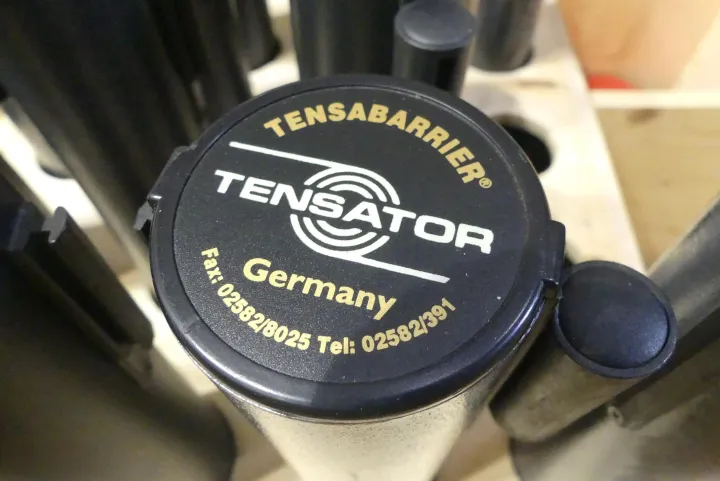 TENSABARRIER®
TENSATOR
Germany
Fax: 02582/8025 Tel: 02582/391